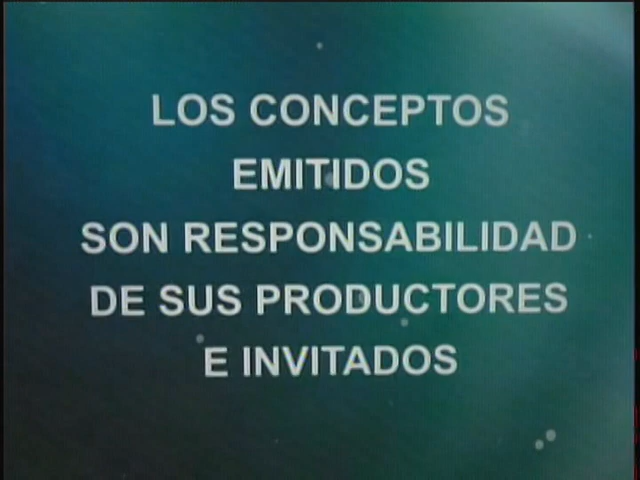 LOS CONCEPTOS
EMITIDOS
SON RESPONSABILIDAD
DE SUS PRODUCTORES
E INVITADOS